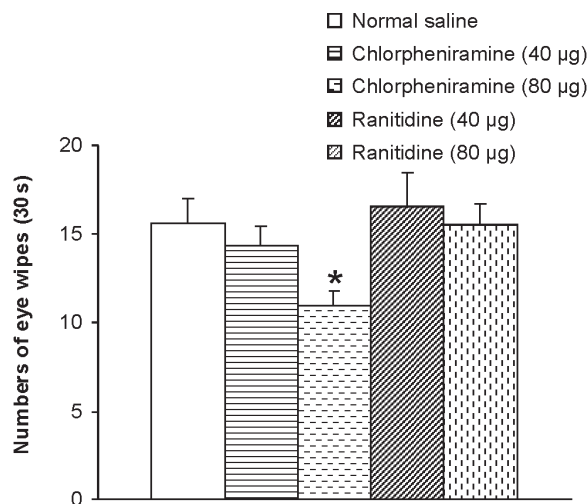 Normal saline
Chlorpheniramine (40 µg)
Chlorpheniramine (80 µg)
Ranitidine (40 µg)
Ranitidine (80 µg)
Numbers of eye wipes (30 s)
20
15
10
5
0
*